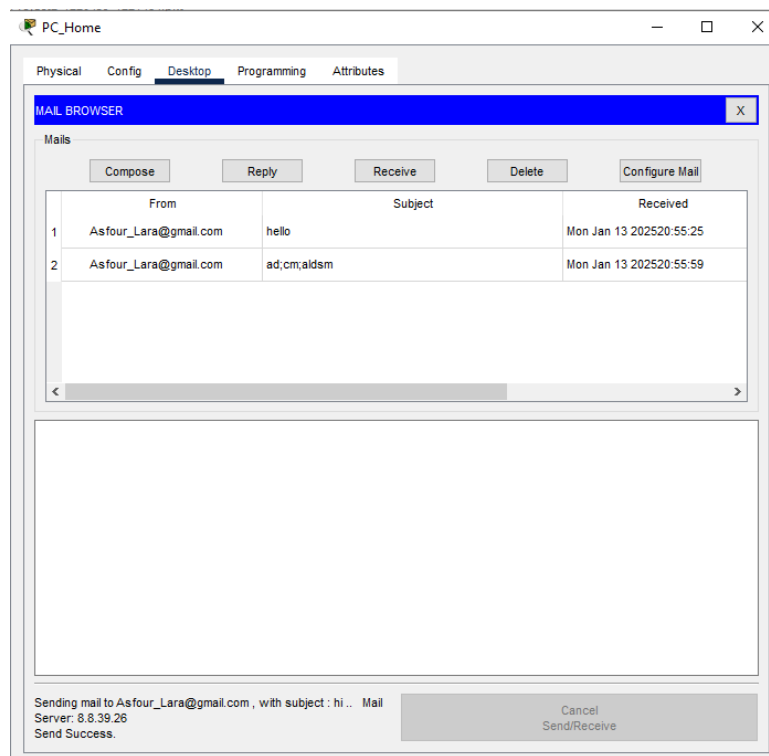 PC_Home
Physical Config Desktop Programming Attributes
MAIL BROWSER X
Mails
Compose Reply Receive Delete Configure Mail
From Subject Received
1 Asfour_Lara@gmail.com hello Mon Jan 13 202520:55:25
2 Asfour_Lara@gmail.com ad;cm;aldsm Mon Jan 13 202520:55:59
Sending mail to Asfour_Lara@gmail.com , with subject : hi .. Mail
Server: 8.8.39.26
Send Success.
Cancel
Send/Receive